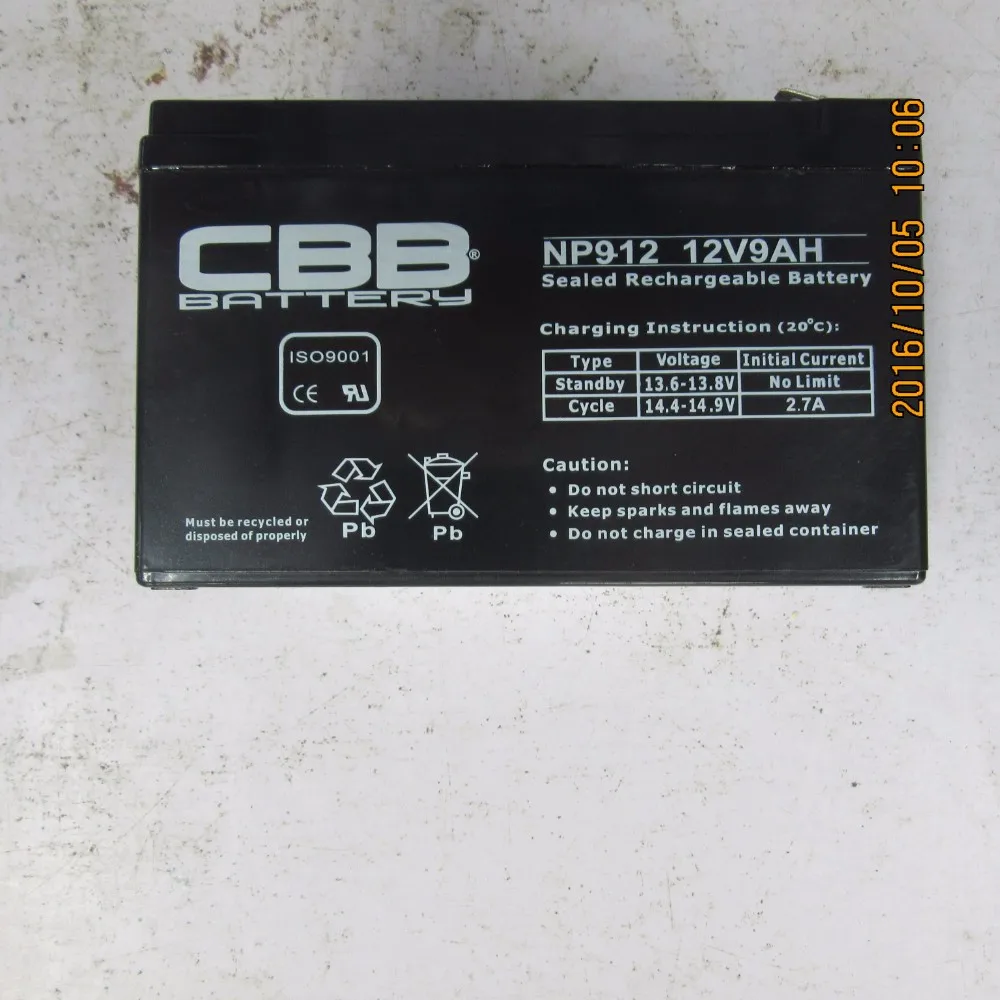 CBB®
BATTERY
ISO9001
CE RU
Must be recycled or
disposed of properly
Pb
Pb
NP9-12 12V9AH
Sealed Rechargeable Battery
Charging Instruction (20°C):
Type Voltage Initial Current
Standby 13.6-13.8V No Limit
Cycle 14.4-14.9V 2.7A
Caution:
• Do not short circuit
• Keep sparks and flames away
• Do not charge in sealed container
2016/10/05 10:06